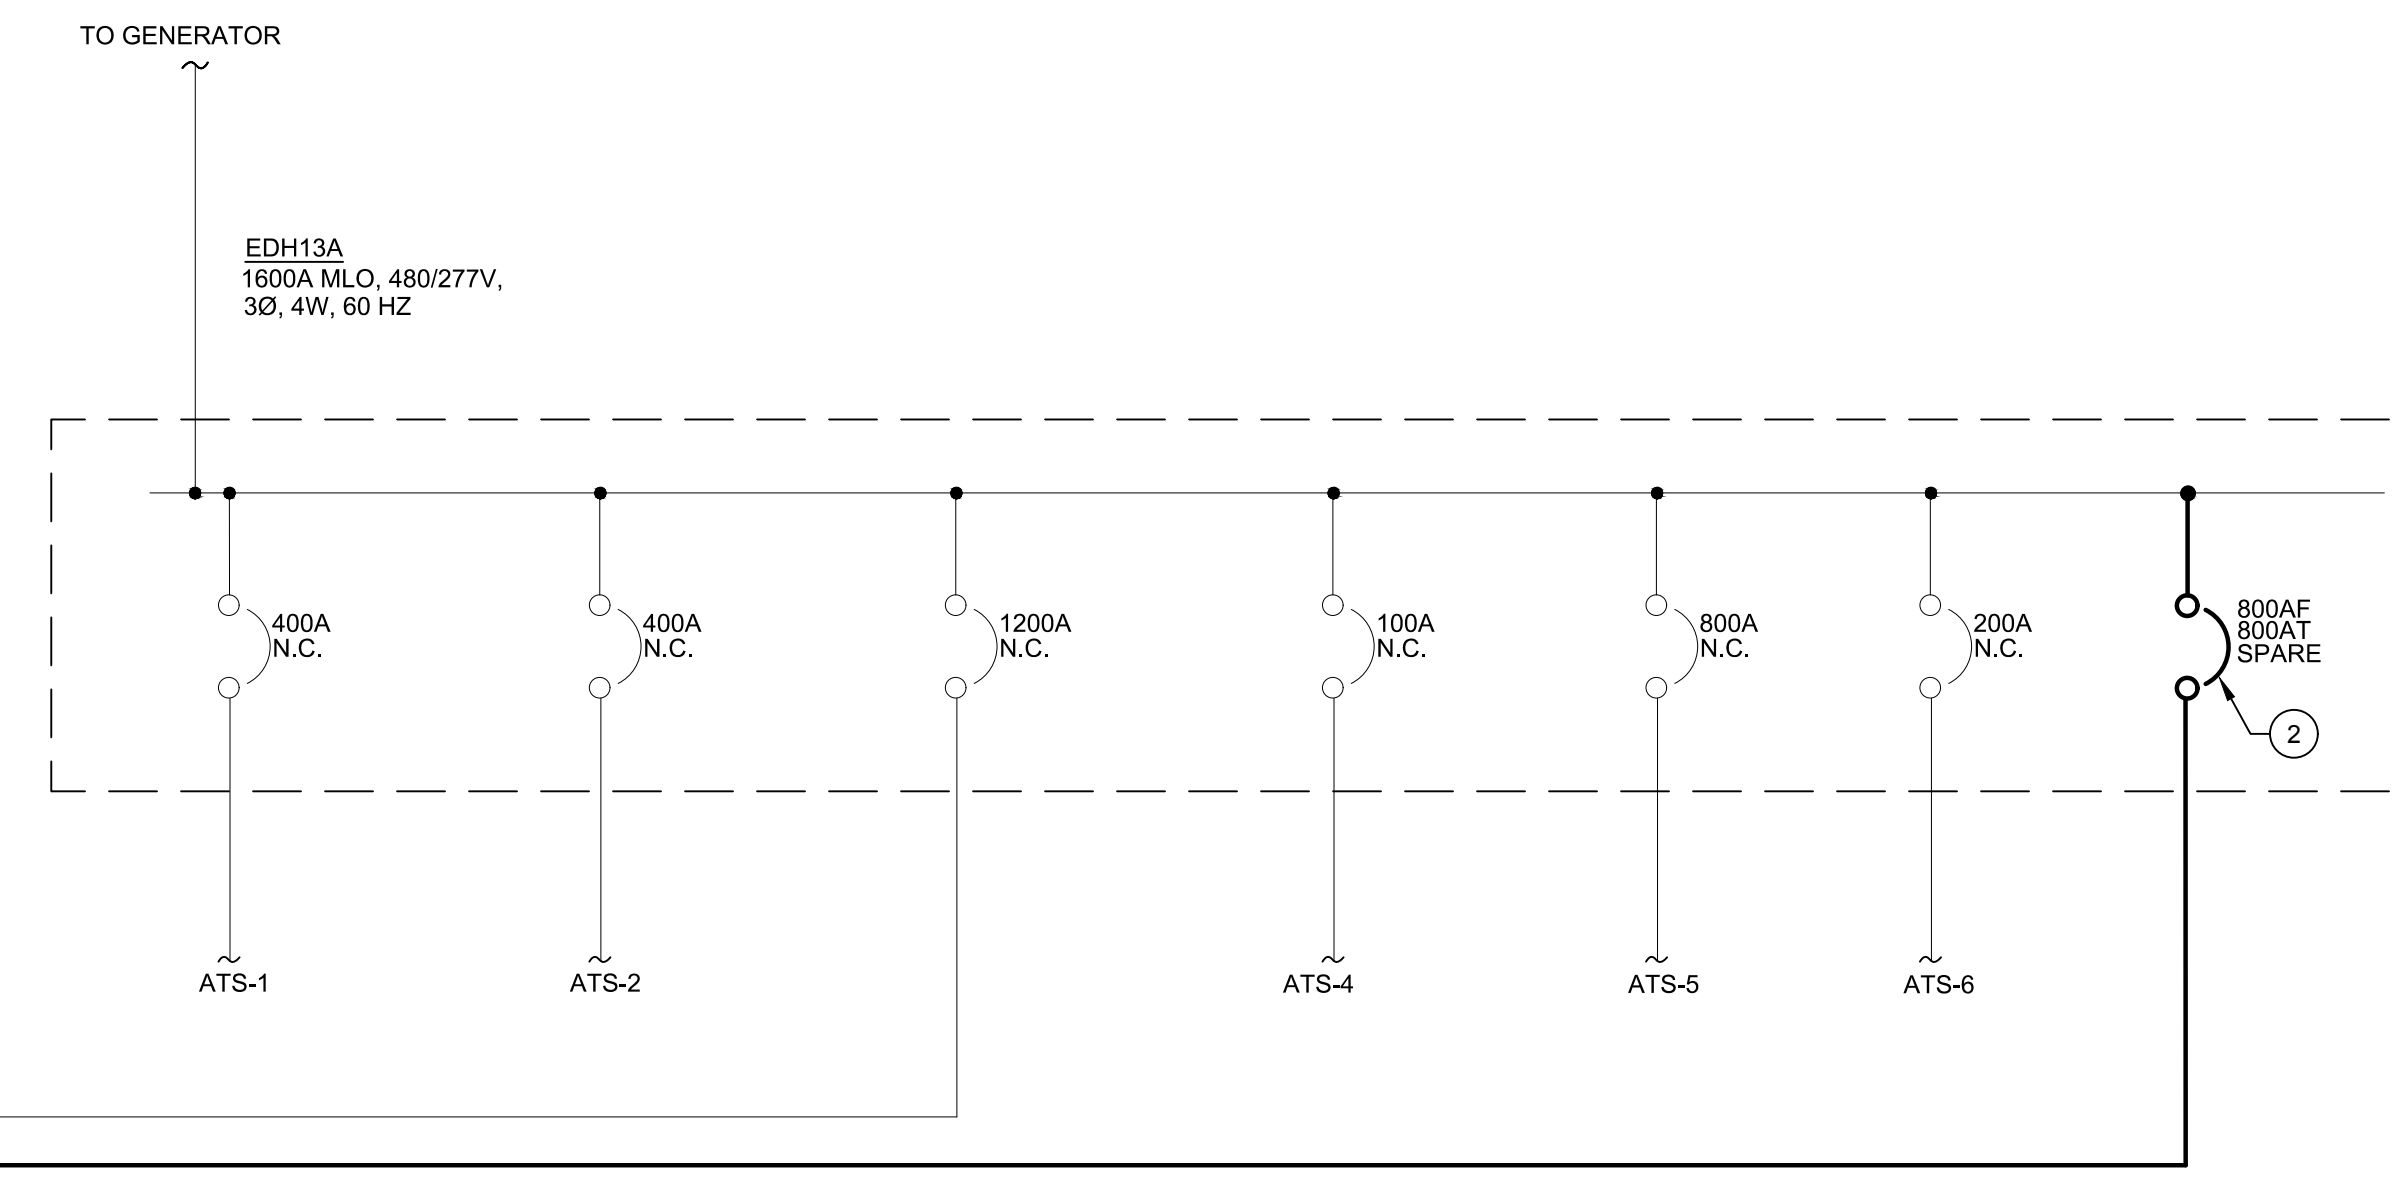 TO GENERATOR
EDH13A
1600A MLO, 480/277V,
3Ø, 4W, 60 HZ
400A
N.C.
400A
N.C.
1200A
N.C.
100A
N.C.
800A
N.C.
200A
N.C.
800AF
800AT
SPARE
2
ATS-1
ATS-2
ATS-4
ATS-5
ATS-6